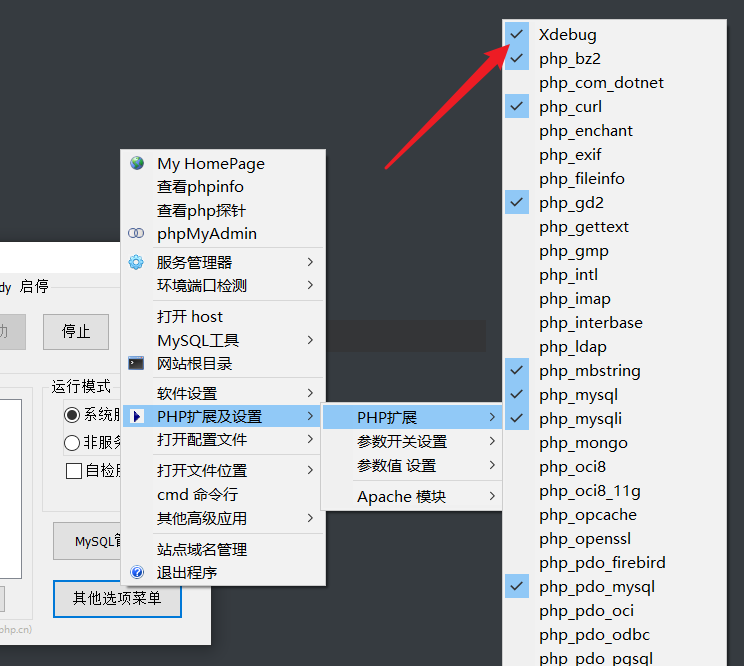 My HomePage
查看phpinfo
查看php探针
phpMyAdmin
服务管理器
环境端口检测
打开 host
MySQL工具
网站根目录
软件设置
PHP扩展及设置
打开配置文件
打开文件位置
cmd 命令行
其他高级应用
站点域名管理
退出程序
PHP扩展
参数开关设置
参数值 设置
Apache 模块
Xdebug
php_bz2
php_com_dotnet
php_curl
php_enchant
php_exif
php_fileinfo
php_gd2
php_gettext
php_gmp
php_intl
php_imap
php_interbase
php_ldap
php_mbstring
php_mysql
php_mysqli
php_mongo
php_oci8
php_oci8_11g
php_opcache
php_openssl
php_pdo_firebird
php_pdo_mysql
php_pdo_oci
php_pdo_odbc
php_pdo_pgsql
dy 启停
停止
运行模式
系统
非服务
自检
MySQL管
其他选项菜单
php.cn)